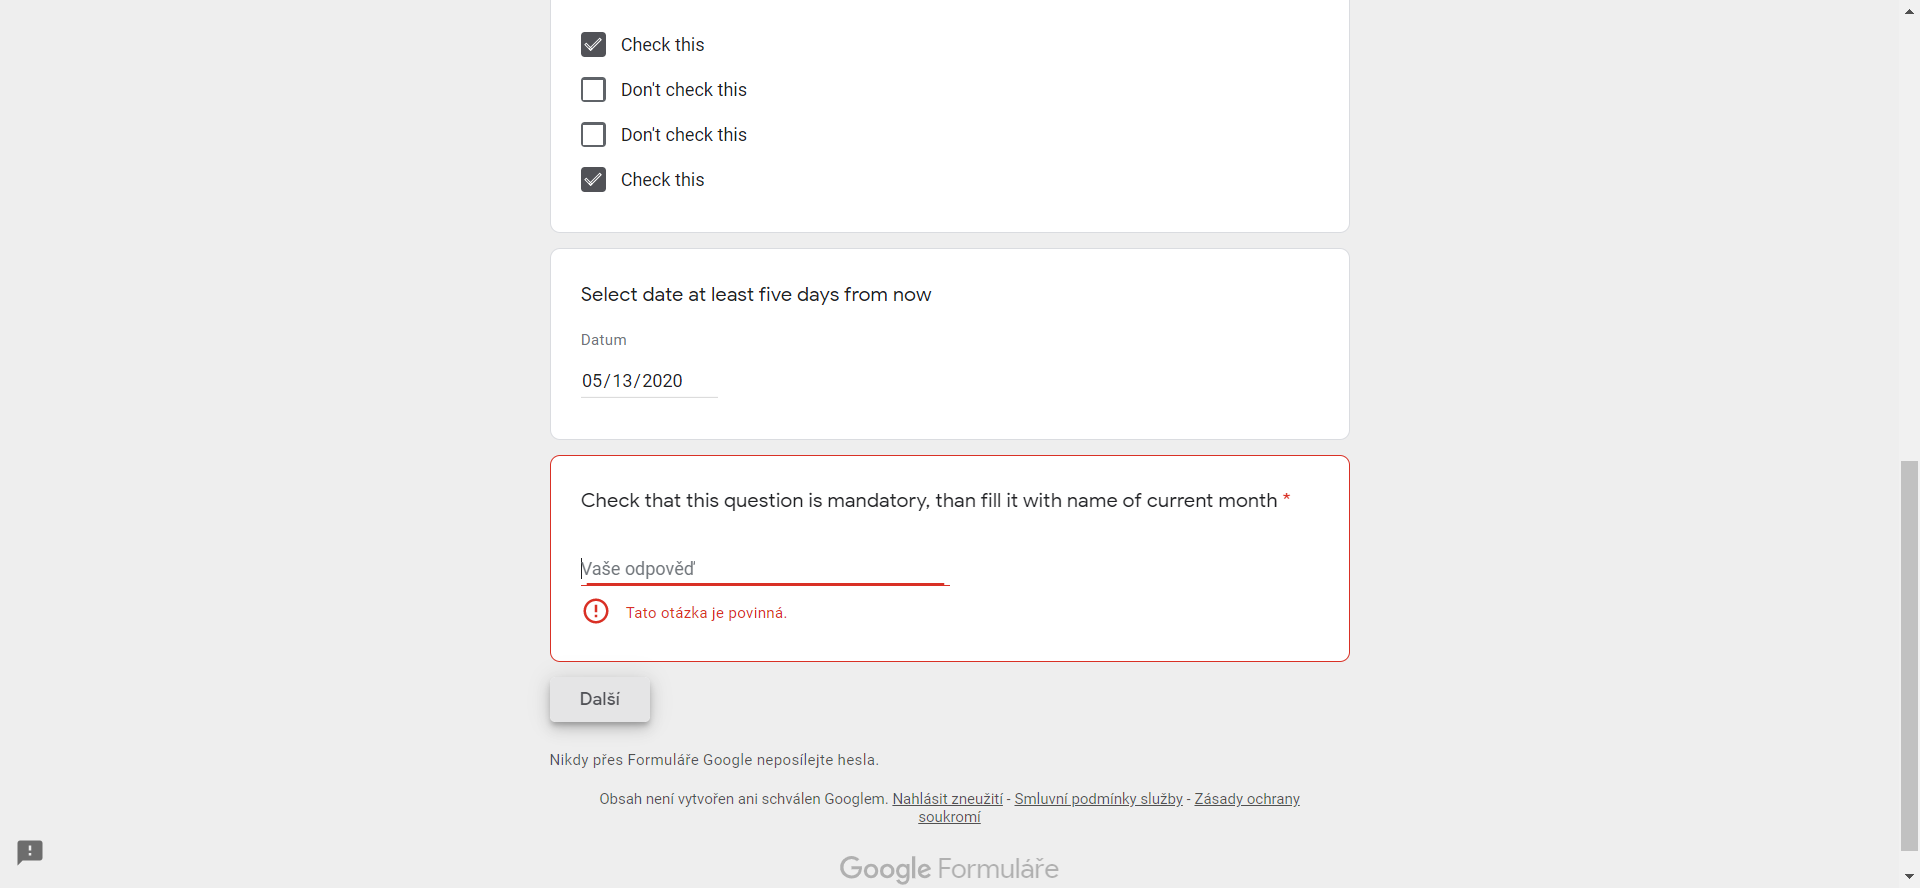 Check this
Don't check this
Don't check this
Check this
Select date at least five days from now
Datum
05/13/2020
Check that this question is mandatory, than fill it with name of current month *
Vaše odpověď
Tato otázka je povinná.
Další
Nikdy přes Formuláře Google neposílejte hesla.
Obsah není vytvořen ani schválen Googlem. Nahlásit zneužití - Smluvní podmínky služby - Zásady ochrany
soukromí
Google Formuláře